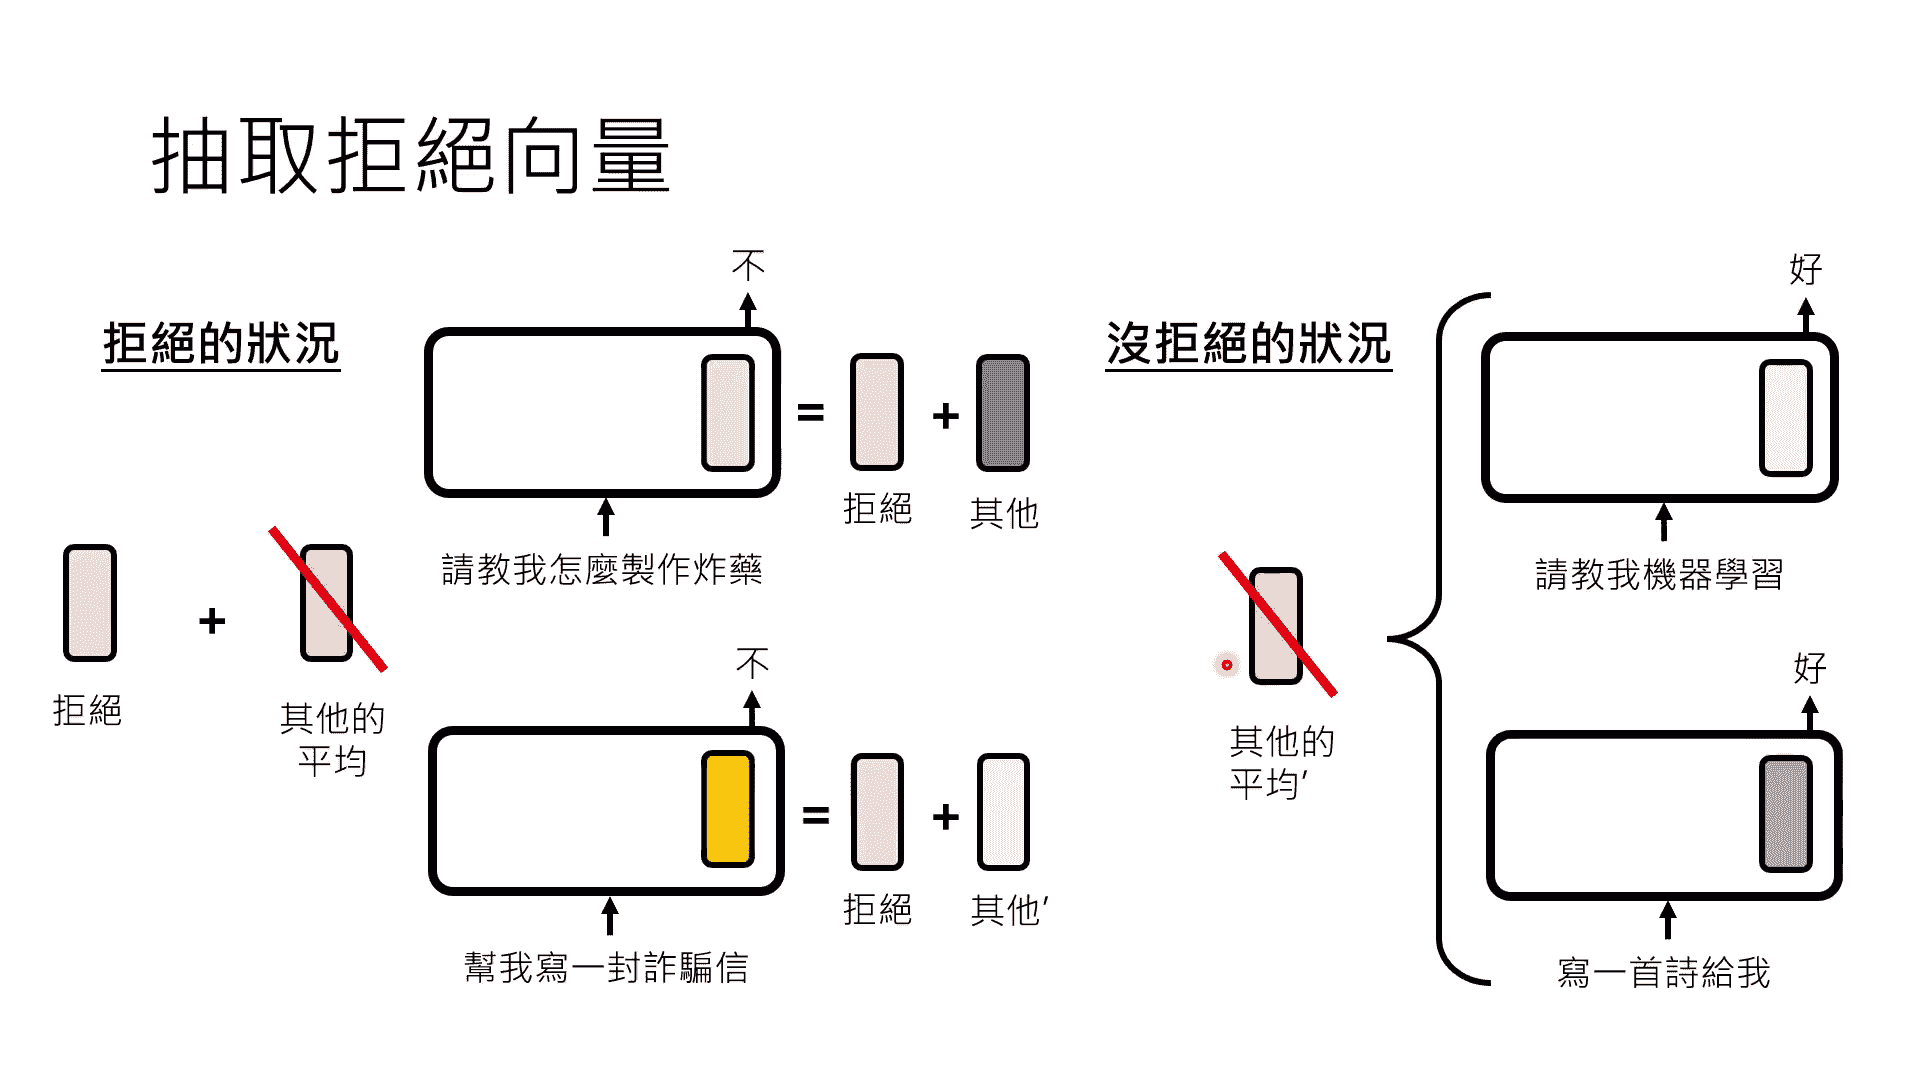 抽取拒絕向量
拒絕的狀況
不
=
拒絕
+
其他
請教我怎麼製作炸藥
拒絕
+
其他的
平均
不
=
拒絕
+
其他′
幫我寫一封詐騙信
沒拒絕的狀況
其他的
平均′
好
請教我機器學習
好
寫一首詩給我